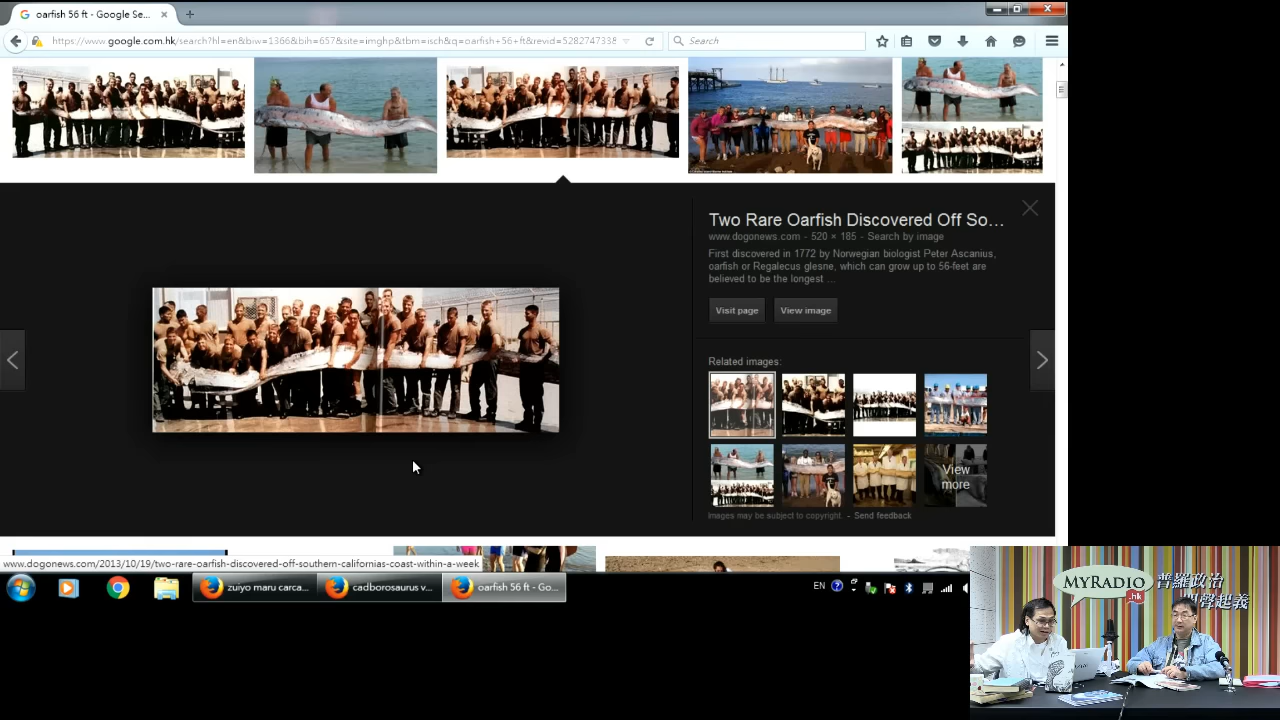 oarfish 56 ft - Google Se...
https://www.google.com.hk/search?hl=en&biw=1366&bih=657&site=imghp&tbm=isch&q=oarfish+56+ft&revid=528274733
Search
Two Rare Oarfish Discovered Off So...
www.dogonews.com - 520 × 185 - Search by image
First discovered in 1772 by Norwegian biologist Peter Ascanius,
oarfish or Regalecus glesne, which can grow up to 56-feet are
believed to be the longest ...
Visit page
View image
Related images:
View
more
Images may be subject to copyright. - Send feedback
www.dogonews.com/2013/10/19/two-rare-oarfish-discovered-off-southern-californias-coast-within-a-week
zuiyo maru carca...
cadborosaurus v...
oarfish 56 ft - Go...
EN
MYRADIO
.hk
普羅政治
聲起義